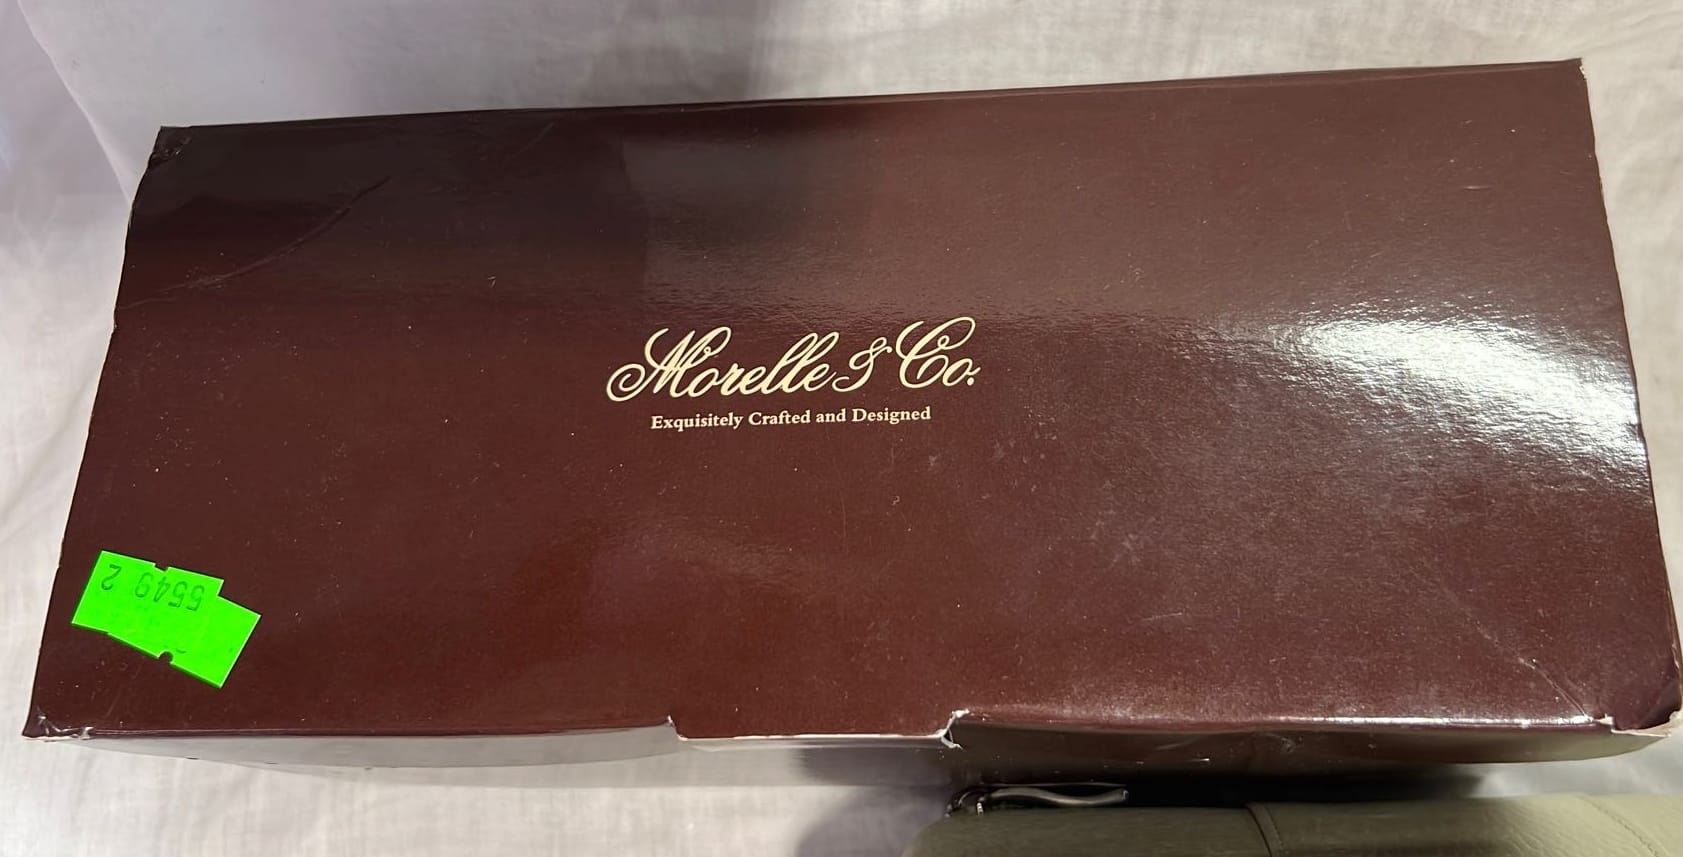 Morelle & Co.
Exquisitely Crafted and Designed
5549 2